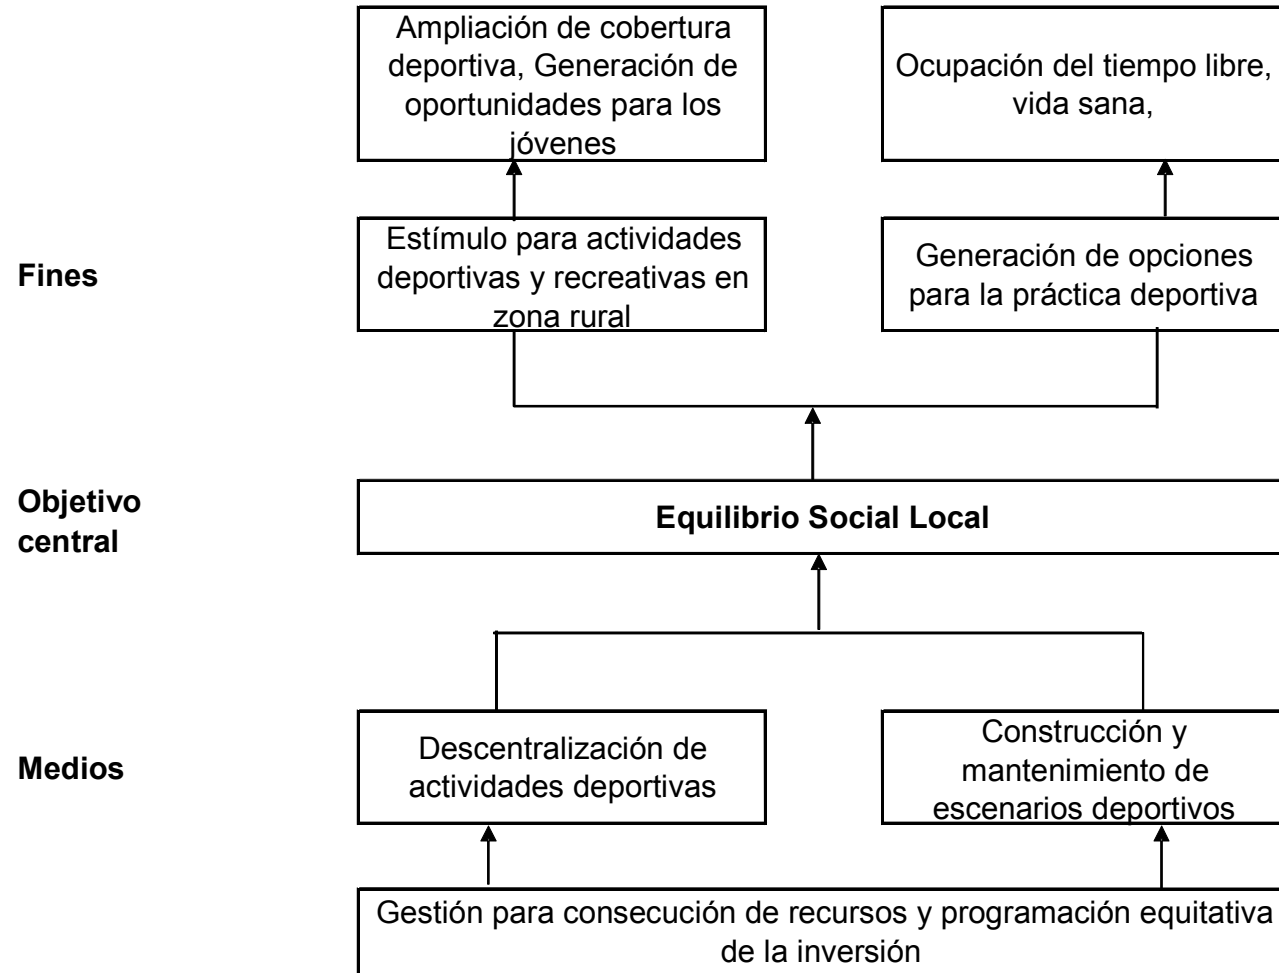 Ampliación de cobertura
deportiva, Generación de
oportunidades para los
jóvenes
Ocupación del tiempo libre,
vida sana,
Fines
Estímulo para actividades
deportivas y recreativas en
zona rural
Generación de opciones
para la práctica deportiva
Objetivo
central
Equilibrio Social Local
Medios
Descentralización de
actividades deportivas
Construcción y
mantenimiento de
escenarios deportivos
Gestión para consecución de recursos y programación equitativa
de la inversión